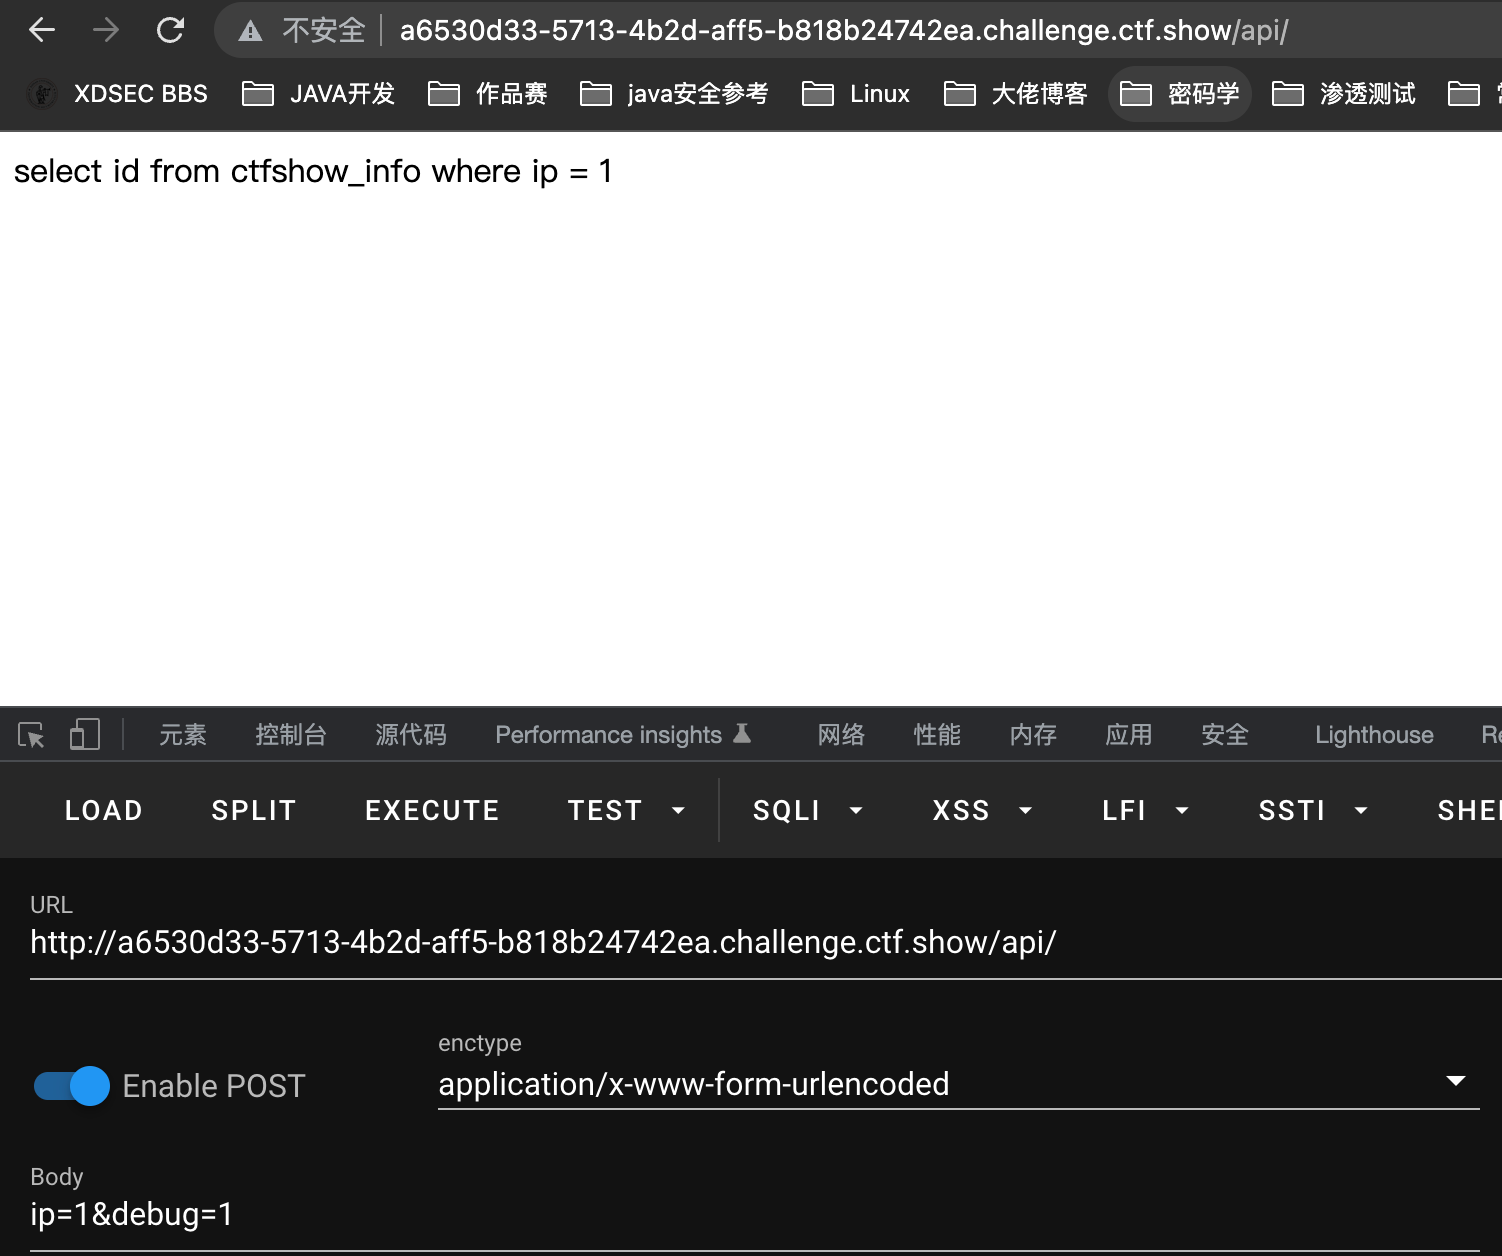 不安全 a6530d33-5713-4b2d-aff5-b818b24742ea.challenge.ctf.show/api/
XDSEC BBS JAVA开发 作品赛 java安全参考 Linux 大佬博客 密码学 渗透测试
select id from ctfshow_info where ip = 1
元素 控制台 源代码 Performance insights 网络 性能 内存 应用 安全 Lighthouse Re
LOAD SPLIT EXECUTE TEST SQLI XSS LFI SSTI SHE
URL
http://a6530d33-5713-4b2d-aff5-b818b24742ea.challenge.ctf.show/api/
enctype
Enable POST application/x-www-form-urlencoded
Body
ip=1&debug=1